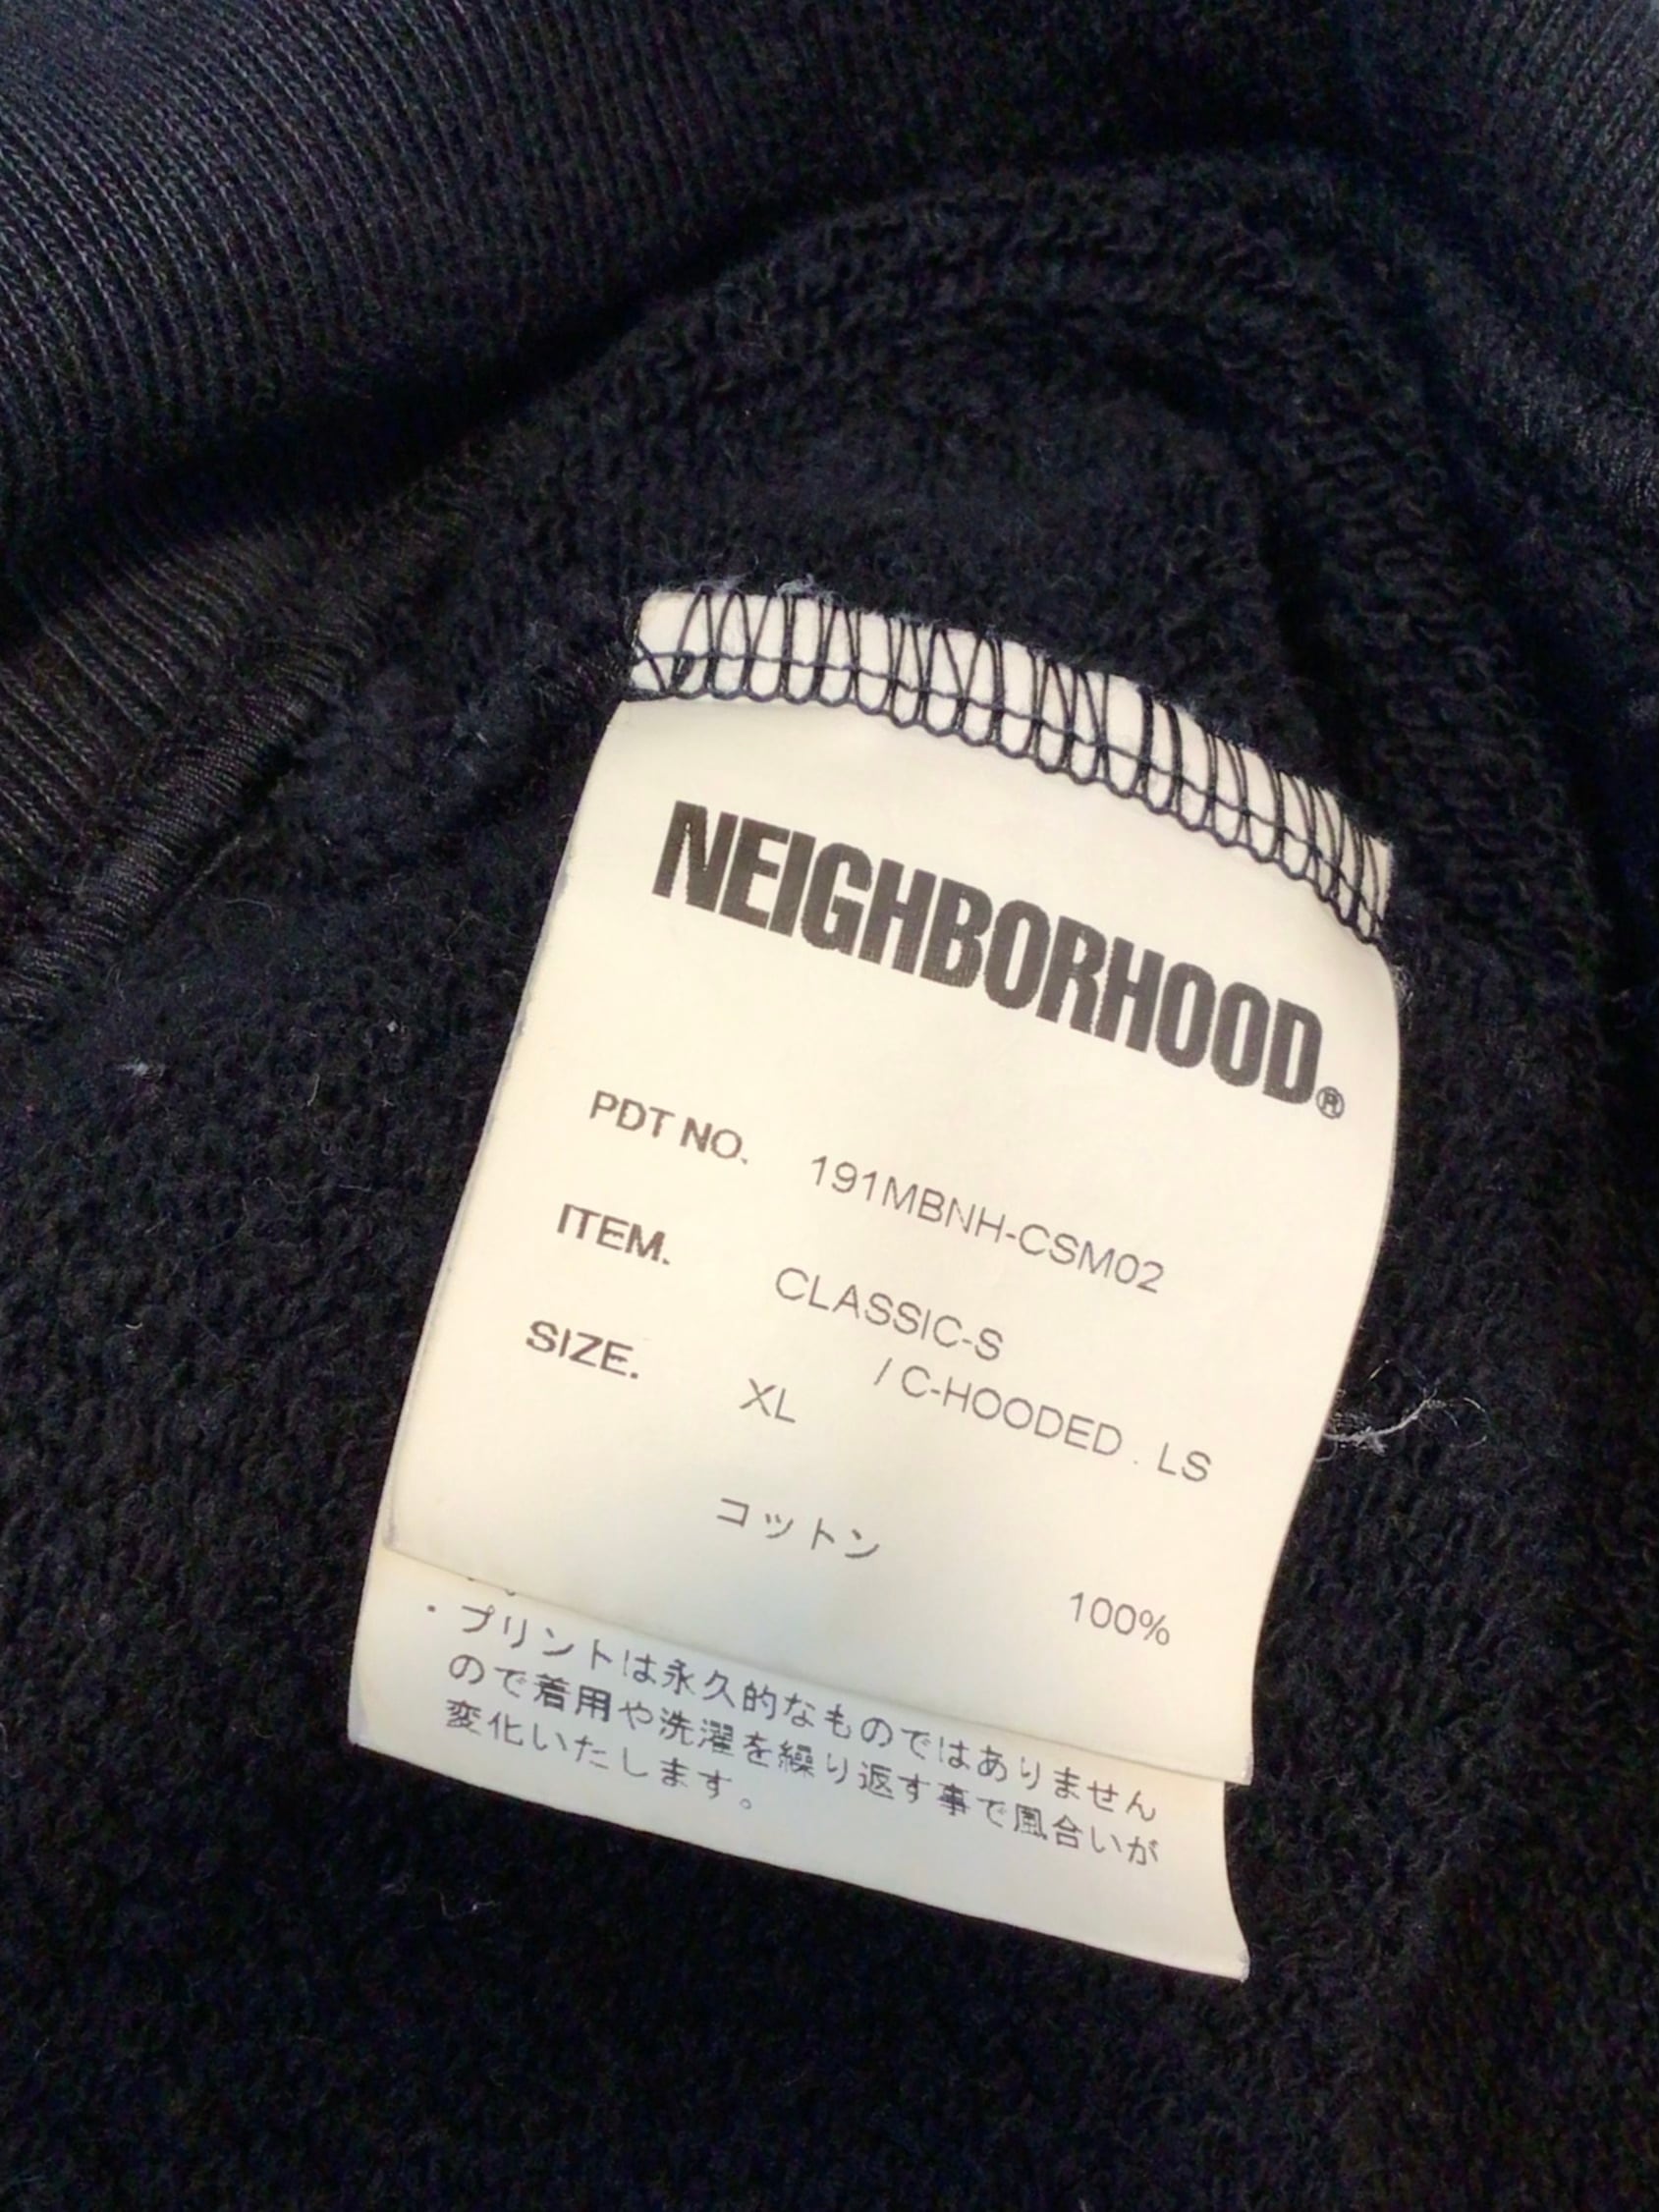 NEIGHBORHOOD®
PDT NO. 191MBNH-CSM02
ITEM. CLASSIC-S
/ C-HOODED . LS
SIZE. XL
コットン 100%
・プリントは永久的なものではありません
ので着用や洗濯を繰り返す事で風合いが
変化いたします。